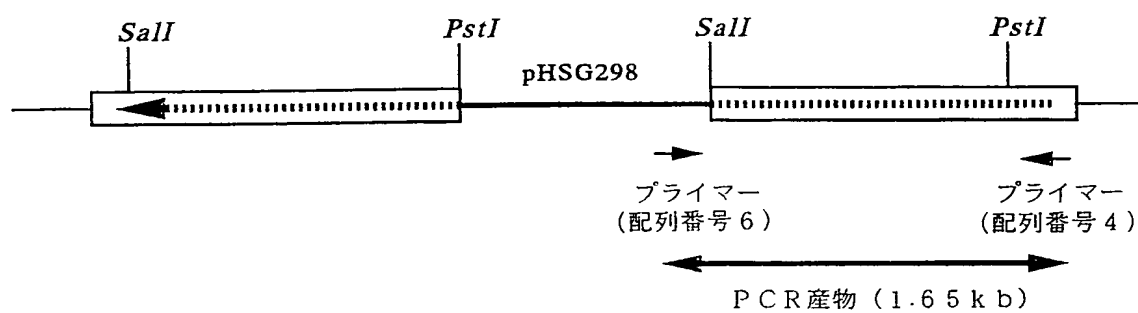 SalI
PstI
SalI
PstI
pHSG298
プライマー
(配列番号6)
プライマー
(配列番号4)
PCR産物 (1.65kb)